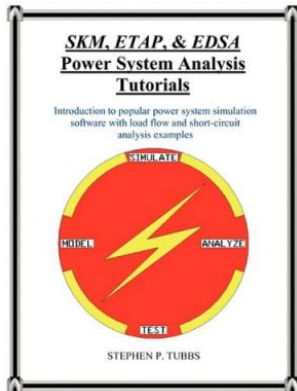 SKM, ETAP, & EDSA
Power System Analysis
Tutorials
Introduction to popular power system simulation
software with load flow and short-circuit
analysis examples
SIMULATE
MODEL
ANALYZE
TEST
STEPHEN P. TUBBS